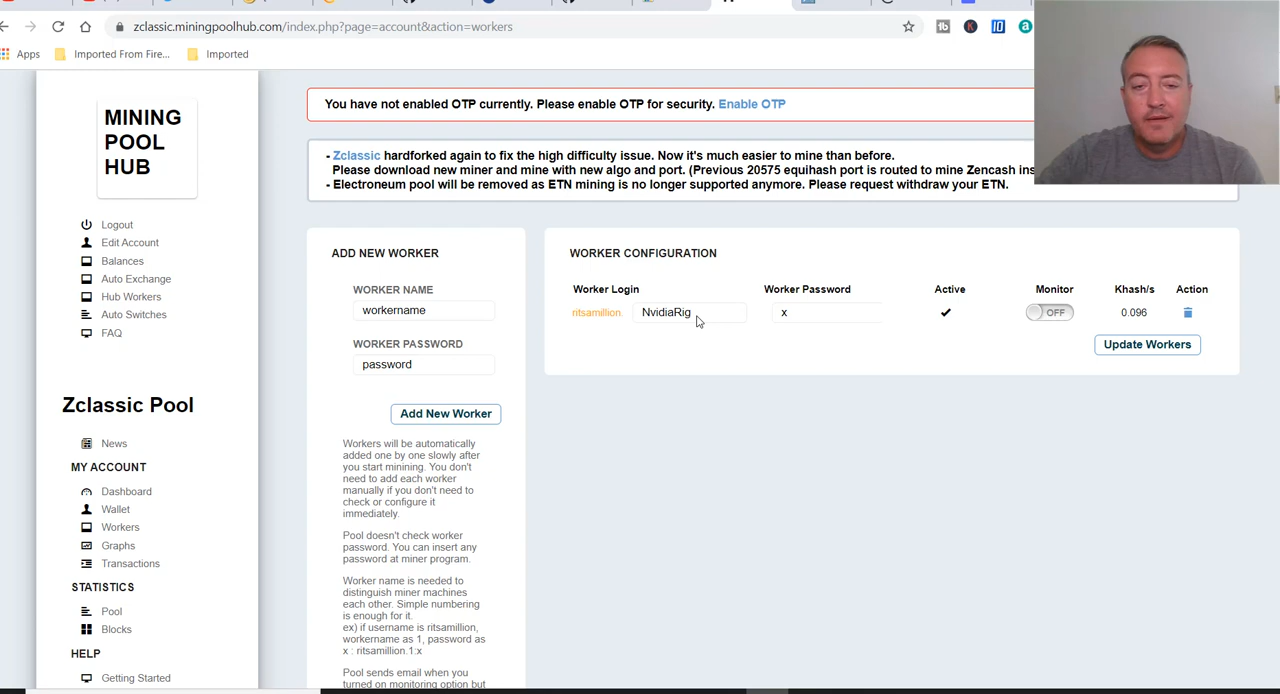 zclassic.miningpoolhub.com/index.php?page=account&action=workers
Apps Imported From Fire... Imported
MINING
POOL
HUB
Logout
Edit Account
Balances
Auto Exchange
Hub Workers
Auto Switches
FAQ
Zclassic Pool
News
MY ACCOUNT
Dashboard
Wallet
Workers
Graphs
Transactions
STATISTICS
Pool
Blocks
HELP
Getting Started
You have not enabled OTP currently. Please enable OTP for security. Enable OTP
- Zclassic hardforked again to fix the high difficulty issue. Now it's much easier to mine than before.
Please download new miner and mine with new algo and port. (Previous 20575 equihash port is routed to mine Zencash ins
- Electroneum pool will be removed as ETN mining is no longer supported anymore. Please request withdraw your ETN.
ADD NEW WORKER
WORKER NAME
workername
WORKER PASSWORD
password
Add New Worker
Workers will be automatically
added one by one slowly after
you start minining. You don't
need to add each worker
manually if you don't need to
check or configure it
immediately.
Pool doesn't check worker
password. You can insert any
password at miner program.
Worker name is needed to
distinguish miner machines
each other. Simple numbering
is enough for it.
ex) if username is ritsamillion,
workername as 1, password as
x : ritsamillion.1:x
Pool sends email when you
turned on monitoring option but
WORKER CONFIGURATION
Worker Login Worker Password Active Monitor Khash/s Action
ritsamillion. NvidiaRig x OFF 0.096
Update Workers